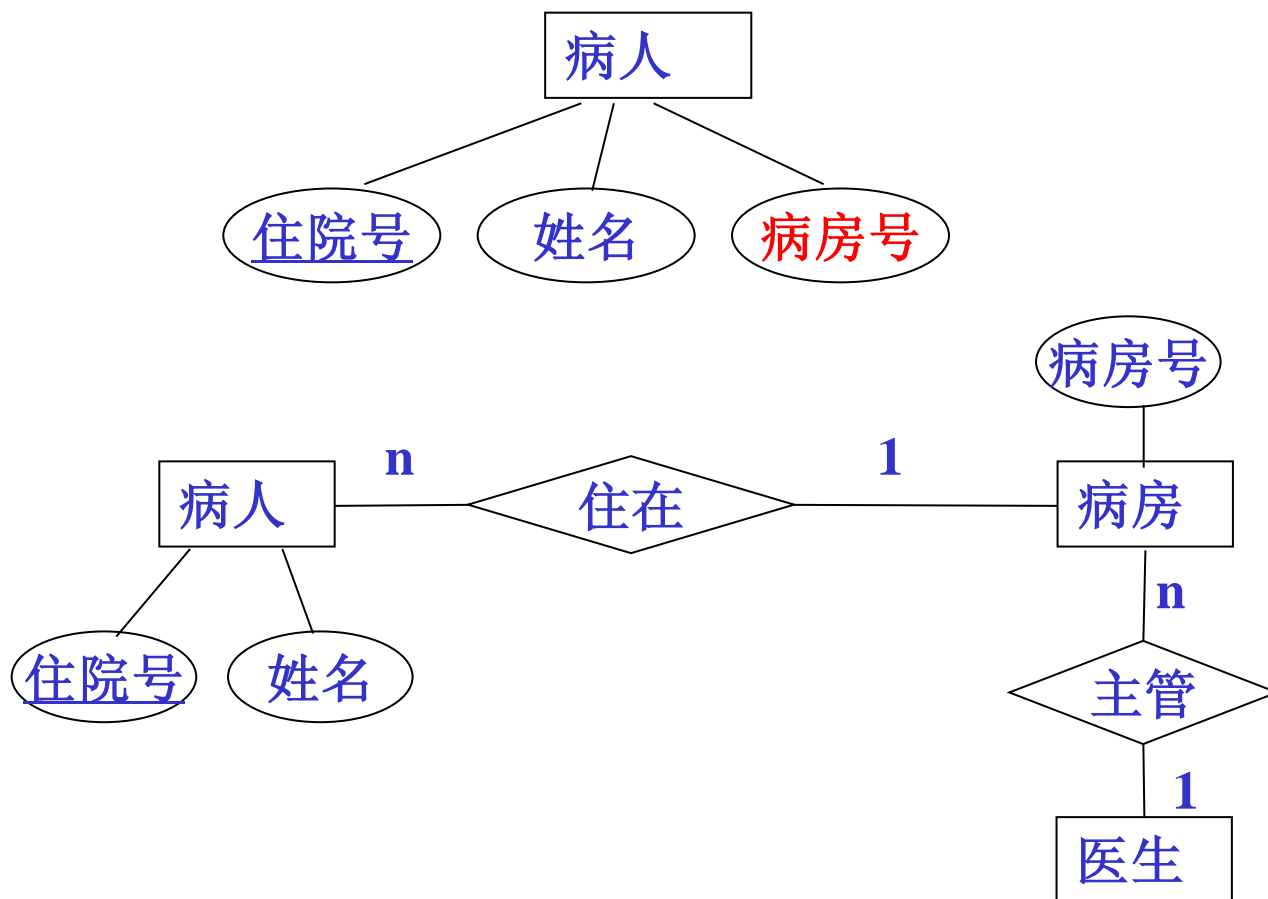 病人
住院号 姓名 病房号
病房号
n 1
病人 住在 病房
n
住院号 姓名 主管
1
医生